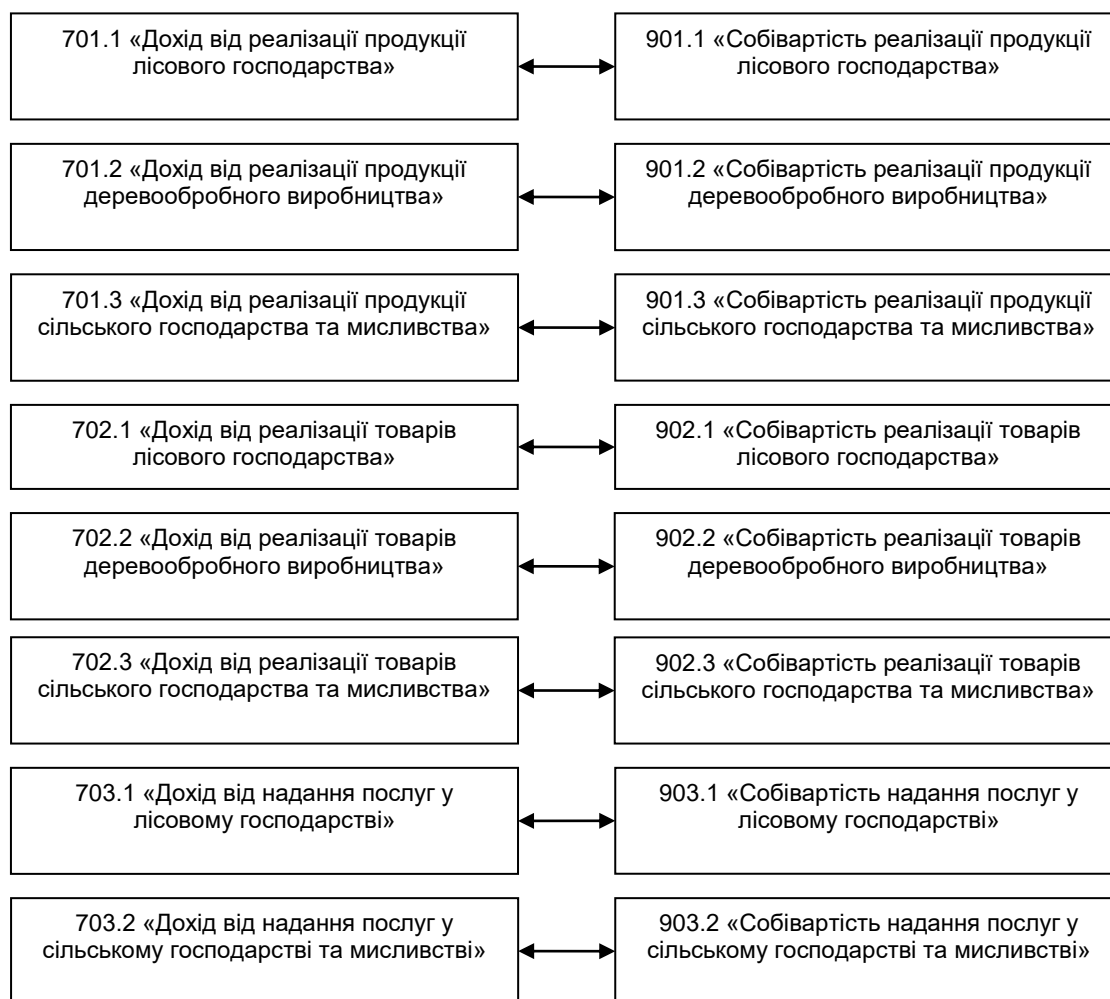 701.1 «Дохід від реалізації продукції
лісового господарства»
901.1 «Собівартість реалізації продукції
лісового господарства»
701.2 «Дохід від реалізації продукції
деревообробного виробництва»
901.2 «Собівартість реалізації продукції
деревообробного виробництва»
701.3 «Дохід від реалізації продукції
сільського господарства та мисливства»
901.3 «Собівартість реалізації продукції
сільського господарства та мисливства»
702.1 «Дохід від реалізації товарів
лісового господарства»
902.1 «Собівартість реалізації товарів
лісового господарства»
702.2 «Дохід від реалізації товарів
деревообробного виробництва»
902.2 «Собівартість реалізації товарів
деревообробного виробництва»
702.3 «Дохід від реалізації товарів
сільського господарства та мисливства»
902.3 «Собівартість реалізації товарів
сільського господарства та мисливства»
703.1 «Дохід від надання послуг у
лісовому господарстві»
903.1 «Собівартість надання послуг у
лісовому господарстві»
703.2 «Дохід від надання послуг у
сільському господарстві та мисливстві»
903.2 «Собівартість надання послуг у
сільському господарстві та мисливстві»